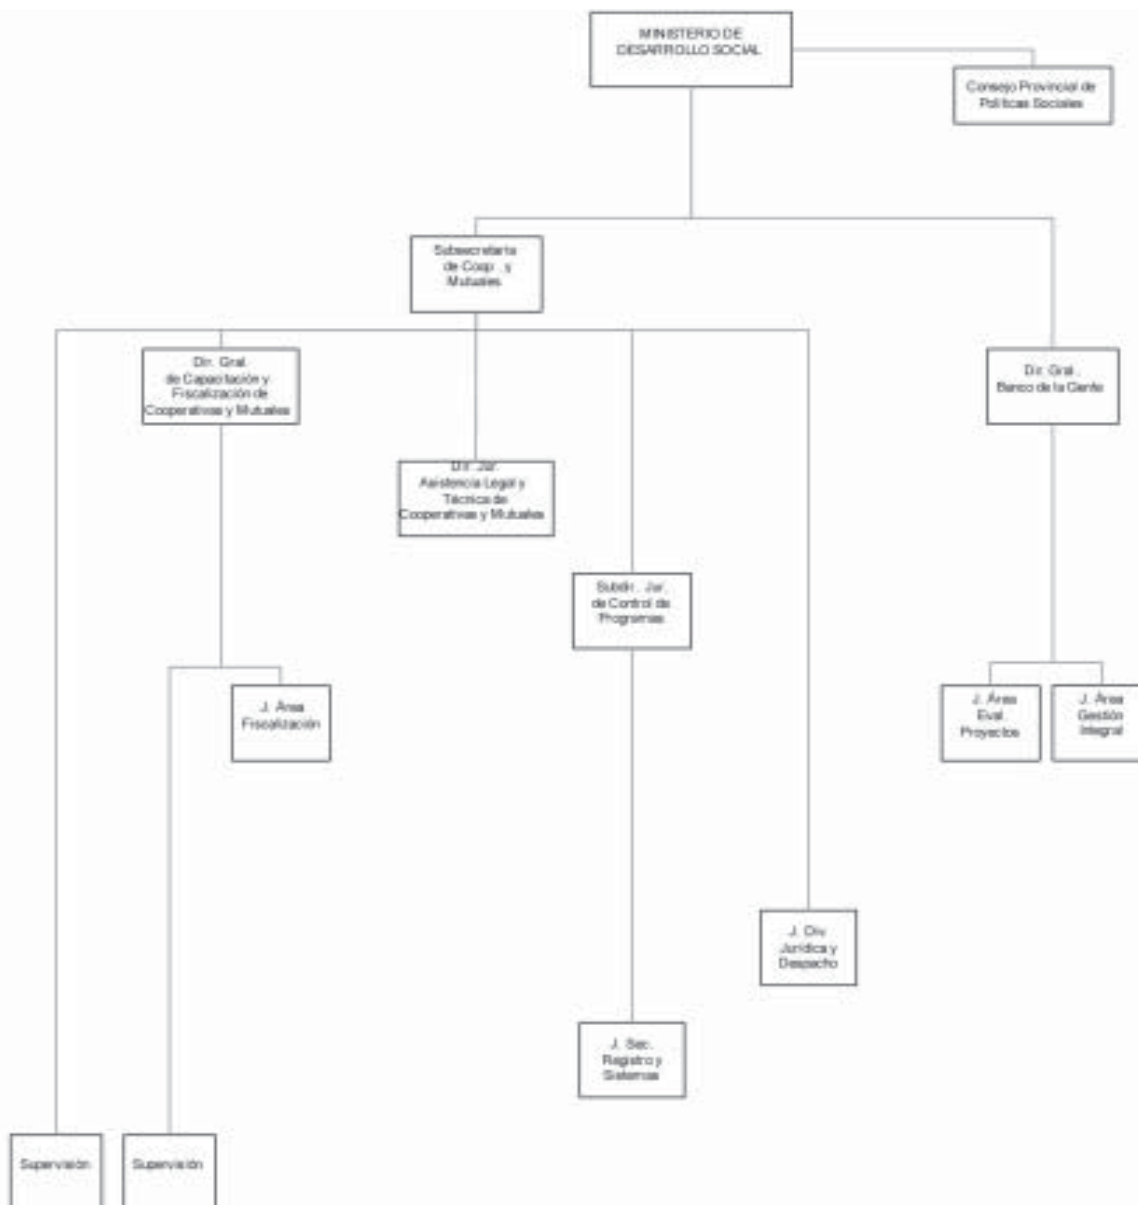 MINISTERIO DE
DESARROLLO SOCIAL
Consejo Provincial de
Políticas Sociales
Subsecretaría
de Coop . y
Mutuales
Dir. Gral.
de Capacitación y
Fiscalización de
Cooperativas y Mutuales
Dir. Gral.
Banco de la Gente
Dir. Jur.
Asistencia Legal y
Técnica de
Cooperativas y Mutuales
Subdir. Jur.
de Control de
Programas
J. Área
Fiscalización
J. Área
Eval.
Proyectos
J. Área
Gestión
Integral
J. Div.
Jurídica y
Despacho
J. Sec.
Registro y
Sistemas
Supervisión
Supervisión